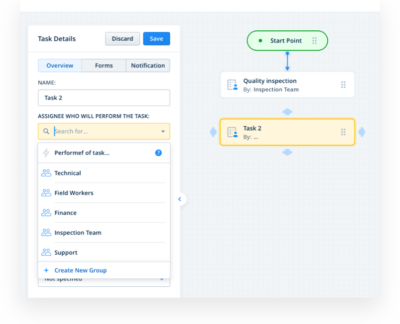 Task Details
Discard
Save
Overview
Forms
Notification
NAME:
Task 2
ASSIGNEE WHO WILL PERFORM THE TASK:
Search for...
Performef of task...
?
Technical
Field Workers
Finance
Inspection Team
Support
+ Create New Group
Not specified
Start Point
Quality inspection
By: Inspection Team
Task 2
By: ...